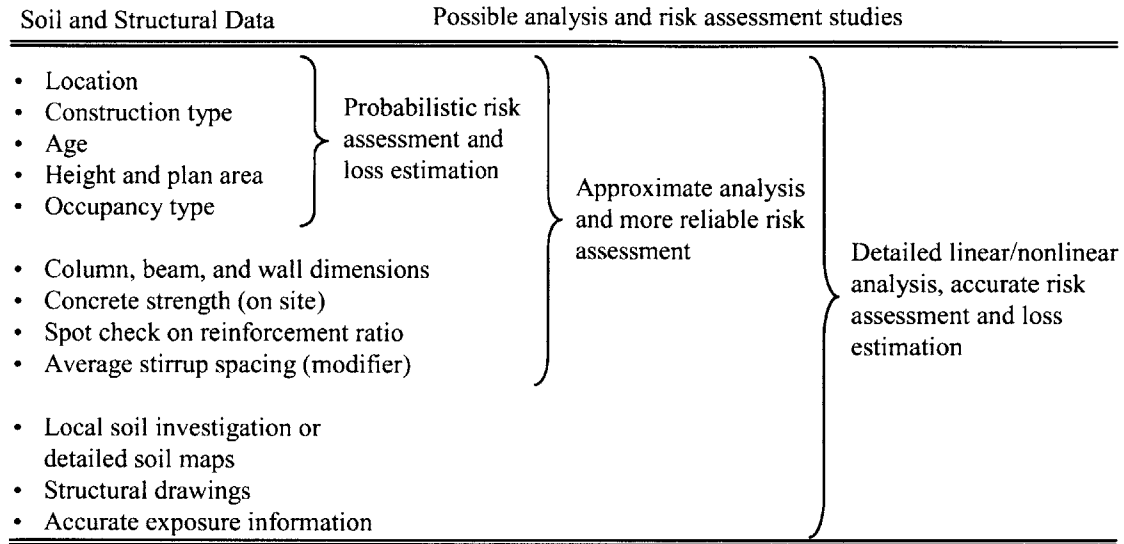 Soil and Structural Data Possible analysis and risk assessment studies
• Location
• Construction type
• Age
• Height and plan area
• Occupancy type
Probabilistic risk
assessment and
loss estimation
• Column, beam, and wall dimensions
• Concrete strength (on site)
• Spot check on reinforcement ratio
• Average stirrup spacing (modifier)
Approximate analysis
and more reliable risk
assessment
• Local soil investigation or
detailed soil maps
• Structural drawings
• Accurate exposure information
Detailed linear/nonlinear
analysis, accurate risk
assessment and loss
estimation